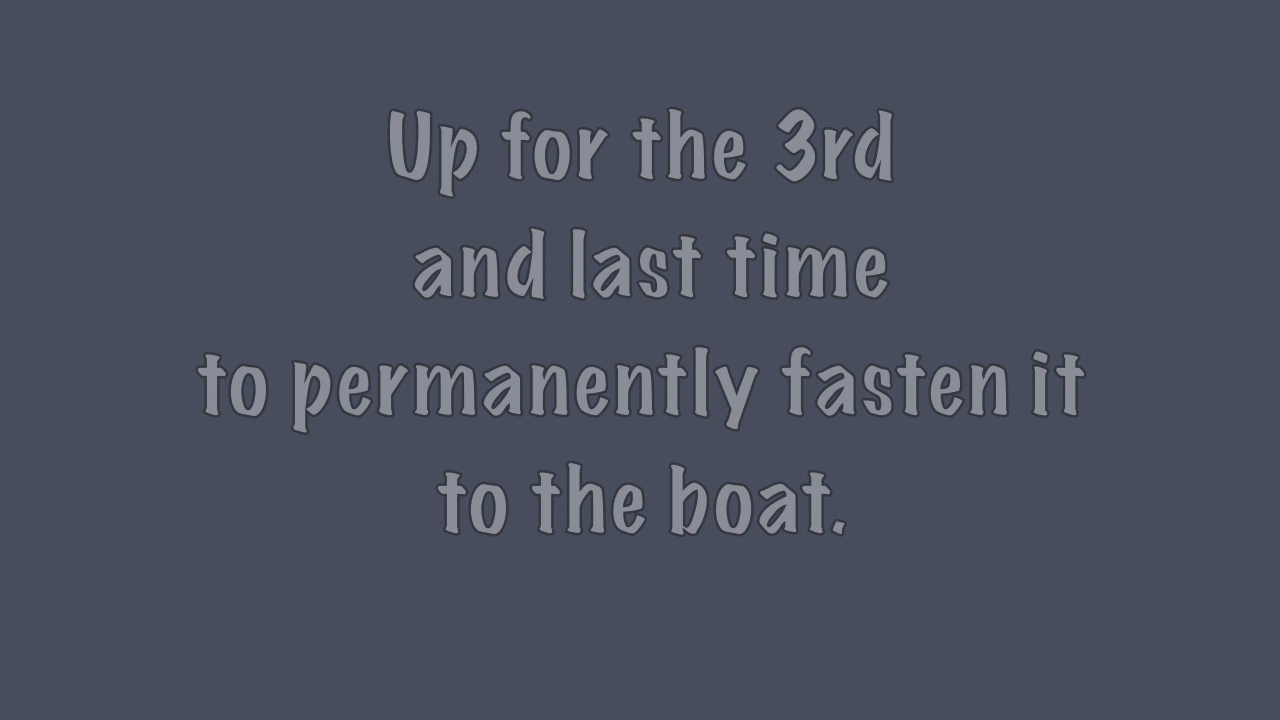 Up for the 3rd
and last time
to permanently fasten it
to the boat.